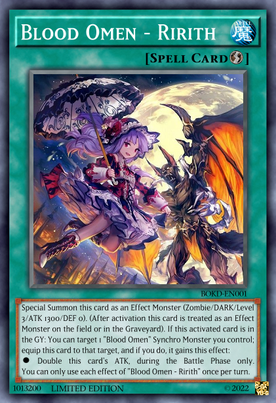 Blood Omen - Ririth
魔
[Spell Card]
BOKD-EN001
Special Summon this card as an Effect Monster (Zombie/DARK/Level
3/ATK 1300/DEF 0). (After activation this card is treated as an Effect
Monster on the field or in the Graveyard). If this activated card is in
the GY: You can target 1 "Blood Omen" Synchro Monster you control;
equip this card to that target, and if you do, it gains this effect:
● Double this card's ATK, during the Battle Phase only.
You can only use each effect of "Blood Omen - Ririth" once per turn.
1013200 LIMITED EDITION ©2022